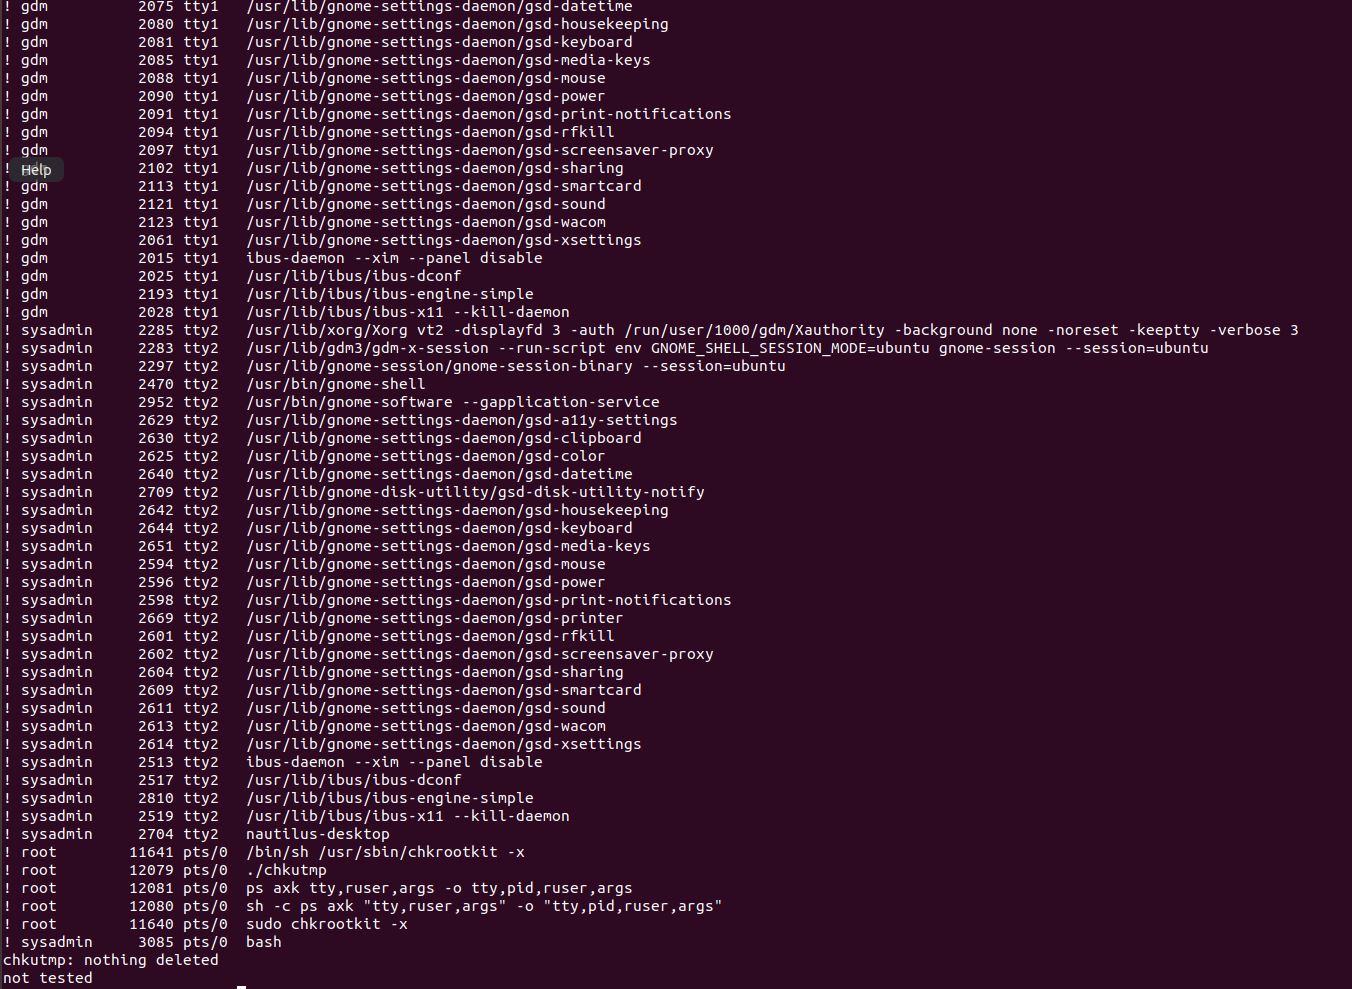 ! gdm          2075 tty1   /usr/lib/gnome-settings-daemon/gsd-datetime
! gdm          2080 tty1   /usr/lib/gnome-settings-daemon/gsd-housekeeping
! gdm          2081 tty1   /usr/lib/gnome-settings-daemon/gsd-keyboard
! gdm          2085 tty1   /usr/lib/gnome-settings-daemon/gsd-media-keys
! gdm          2088 tty1   /usr/lib/gnome-settings-daemon/gsd-mouse
! gdm          2090 tty1   /usr/lib/gnome-settings-daemon/gsd-power
! gdm          2091 tty1   /usr/lib/gnome-settings-daemon/gsd-print-notifications
! gdm          2094 tty1   /usr/lib/gnome-settings-daemon/gsd-rfkill
! gdm          2097 tty1   /usr/lib/gnome-settings-daemon/gsd-screensaver-proxy
! Help         2102 tty1   /usr/lib/gnome-settings-daemon/gsd-sharing
! gdm          2113 tty1   /usr/lib/gnome-settings-daemon/gsd-smartcard
! gdm          2121 tty1   /usr/lib/gnome-settings-daemon/gsd-sound
! gdm          2123 tty1   /usr/lib/gnome-settings-daemon/gsd-wacom
! gdm          2061 tty1   /usr/lib/gnome-settings-daemon/gsd-xsettings
! gdm          2015 tty1   ibus-daemon --xim --panel disable
! gdm          2025 tty1   /usr/lib/ibus/ibus-dconf
! gdm          2193 tty1   /usr/lib/ibus/ibus-engine-simple
! gdm          2028 tty1   /usr/lib/ibus/ibus-x11 --kill-daemon
! sysadmin     2285 tty2   /usr/lib/xorg/Xorg vt2 -displayfd 3 -auth /run/user/1000/gdm/Xauthority -background none -noreset -keeptty -verbose 3
! sysadmin     2283 tty2   /usr/lib/gdm3/gdm-x-session --run-script env GNOME_SHELL_SESSION_MODE=ubuntu gnome-session --session=ubuntu
! sysadmin     2297 tty2   /usr/lib/gnome-session/gnome-session-binary --session=ubuntu
! sysadmin     2470 tty2   /usr/bin/gnome-shell
! sysadmin     2952 tty2   /usr/bin/gnome-software --gapplication-service
! sysadmin     2629 tty2   /usr/lib/gnome-settings-daemon/gsd-a11y-settings
! sysadmin     2630 tty2   /usr/lib/gnome-settings-daemon/gsd-clipboard
! sysadmin     2625 tty2   /usr/lib/gnome-settings-daemon/gsd-color
! sysadmin     2640 tty2   /usr/lib/gnome-settings-daemon/gsd-datetime
! sysadmin     2709 tty2   /usr/lib/gnome-disk-utility/gsd-disk-utility-notify
! sysadmin     2642 tty2   /usr/lib/gnome-settings-daemon/gsd-housekeeping
! sysadmin     2644 tty2   /usr/lib/gnome-settings-daemon/gsd-keyboard
! sysadmin     2651 tty2   /usr/lib/gnome-settings-daemon/gsd-media-keys
! sysadmin     2594 tty2   /usr/lib/gnome-settings-daemon/gsd-mouse
! sysadmin     2596 tty2   /usr/lib/gnome-settings-daemon/gsd-power
! sysadmin     2598 tty2   /usr/lib/gnome-settings-daemon/gsd-print-notifications
! sysadmin     2669 tty2   /usr/lib/gnome-settings-daemon/gsd-printer
! sysadmin     2601 tty2   /usr/lib/gnome-settings-daemon/gsd-rfkill
! sysadmin     2602 tty2   /usr/lib/gnome-settings-daemon/gsd-screensaver-proxy
! sysadmin     2604 tty2   /usr/lib/gnome-settings-daemon/gsd-sharing
! sysadmin     2609 tty2   /usr/lib/gnome-settings-daemon/gsd-smartcard
! sysadmin     2611 tty2   /usr/lib/gnome-settings-daemon/gsd-sound
! sysadmin     2613 tty2   /usr/lib/gnome-settings-daemon/gsd-wacom
! sysadmin     2614 tty2   /usr/lib/gnome-settings-daemon/gsd-xsettings
! sysadmin     2513 tty2   ibus-daemon --xim --panel disable
! sysadmin     2517 tty2   /usr/lib/ibus/ibus-dconf
! sysadmin     2810 tty2   /usr/lib/ibus/ibus-engine-simple
! sysadmin     2519 tty2   /usr/lib/ibus/ibus-x11 --kill-daemon
! sysadmin     2704 tty2   nautilus-desktop
! root        11641 pts/0  /bin/sh /usr/sbin/chkrootkit -x
! root        12079 pts/0  ./chkutmp
! root        12081 pts/0  ps axk tty,ruser,args -o tty,pid,ruser,args
! root        12080 pts/0  sh -c ps axk "tty,ruser,args" -o "tty,pid,ruser,args"
! root        11640 pts/0  sudo chkrootkit -x
! sysadmin     3085 pts/0  bash
chkutmp: nothing deleted
not tested